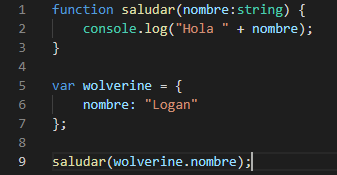 1 function saludar(nombre:string) {
2     console.log("Hola " + nombre);
3 }
4
5 var wolverine = {
6     nombre: "Logan"
7 };
8
9 saludar(wolverine.nombre);